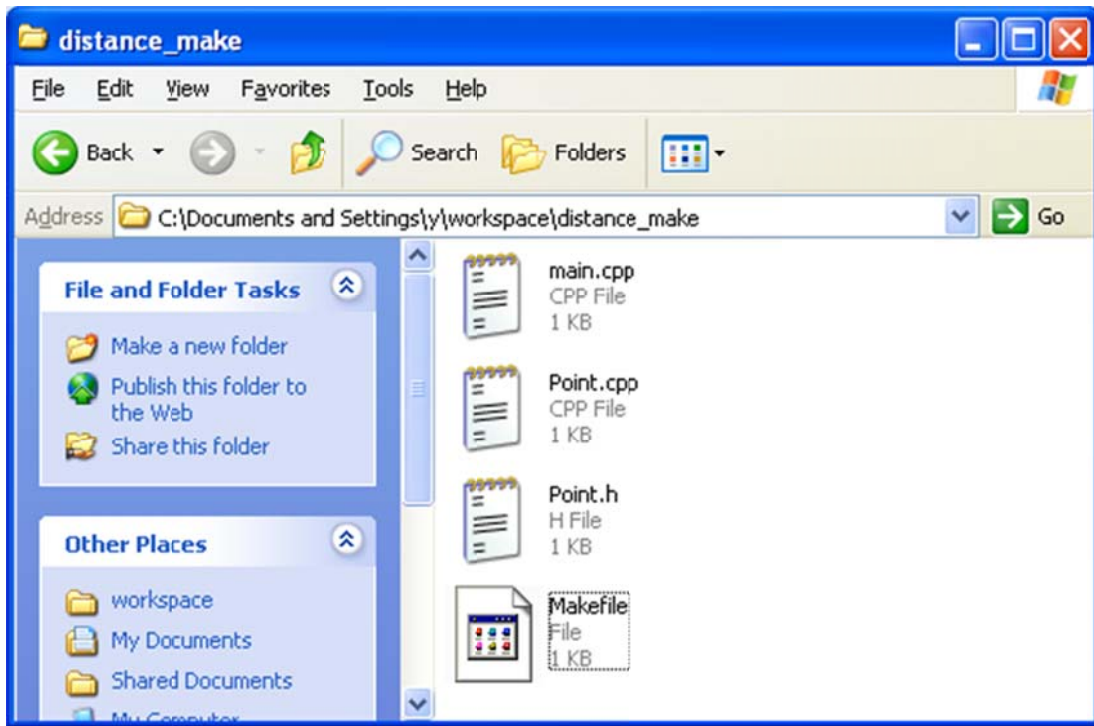 distance_make
File Edit View Favorites Tools Help
Back Search Folders
Address C:\Documents and Settings\y\workspace\distance_make Go
File and Folder Tasks
Make a new folder
Publish this folder to
the Web
Share this folder
Other Places
workspace
My Documents
Shared Documents
My Computer
main.cpp
CPP File
1 KB
Point.cpp
CPP File
1 KB
Point.h
H File
1 KB
Makefile
File
1 KB